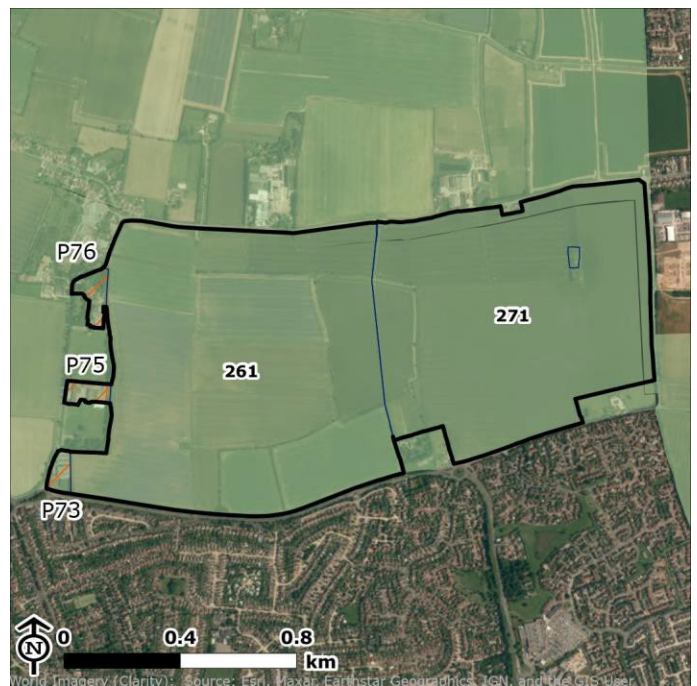 P76
271
P75
261
P73
N
0 0.4 0.8
km
World Imagery (Clarity): Source: Esri, Maxar, Earthstar Geographics, IGN, and the GIS User